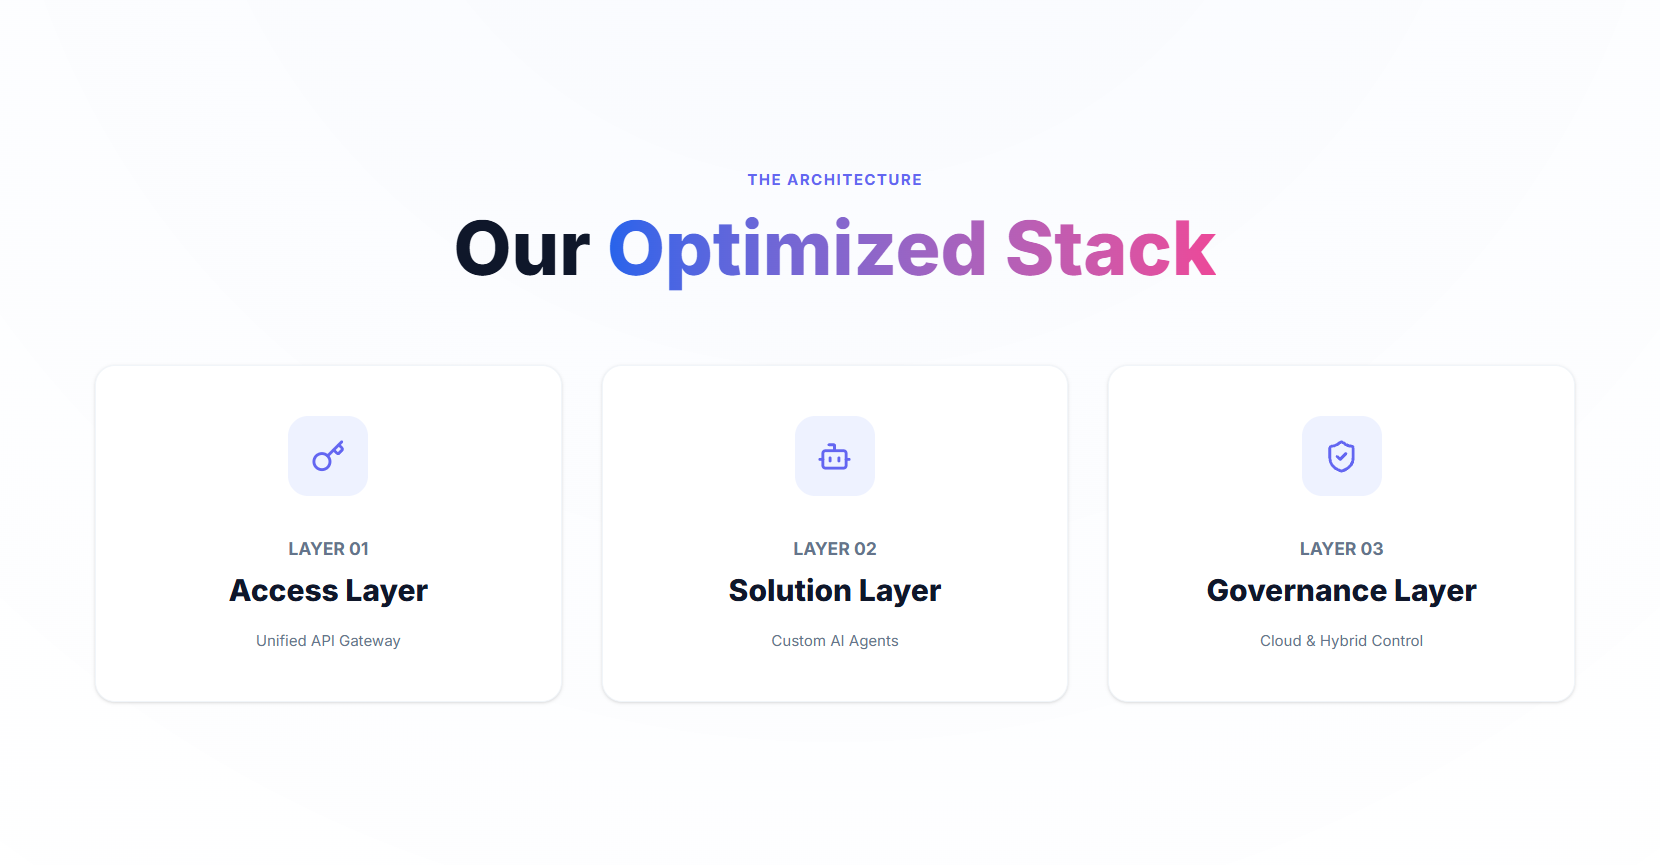 THE ARCHITECTURE
Our Optimized Stack
LAYER 01
Access Layer
Unified API Gateway
LAYER 02
Solution Layer
Custom AI Agents
LAYER 03
Governance Layer
Cloud & Hybrid Control